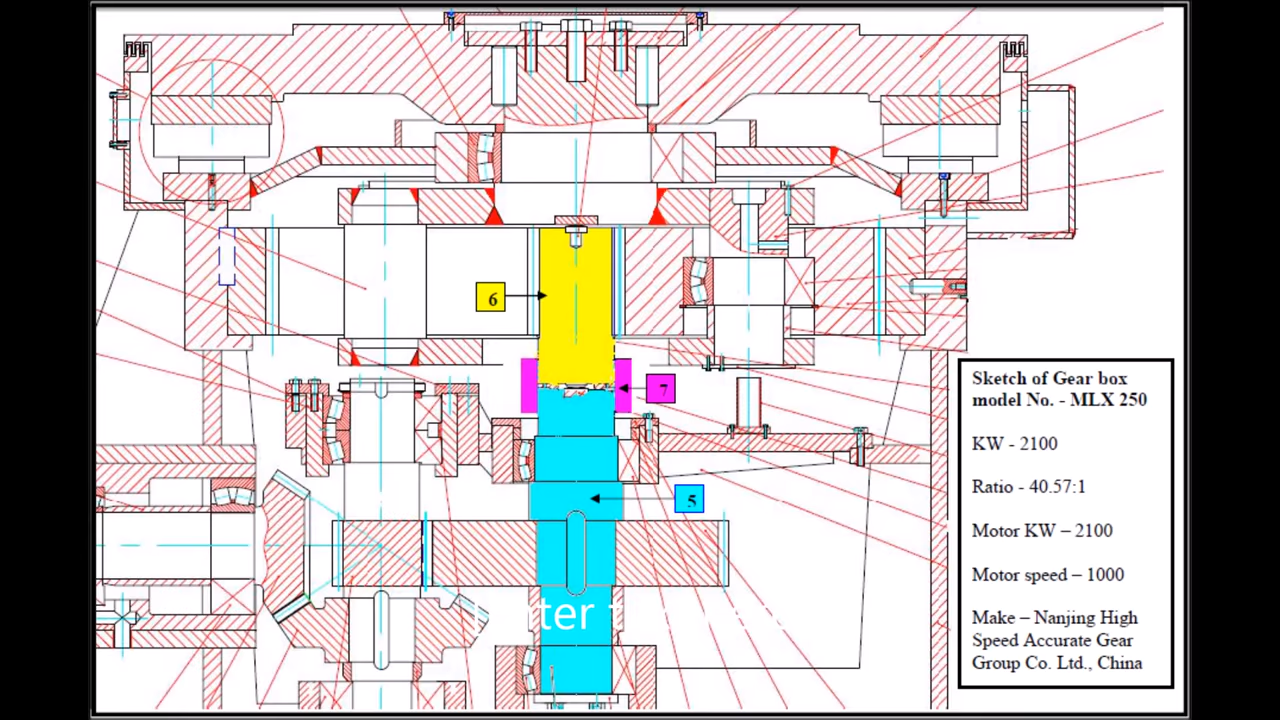 6
7
5
Sketch of Gear box
model No. - MLX 250
KW - 2100
Ratio - 40.57:1
Motor KW – 2100
Motor speed – 1000
Make – Nanjing High
Speed Accurate Gear
Group Co. Ltd., China